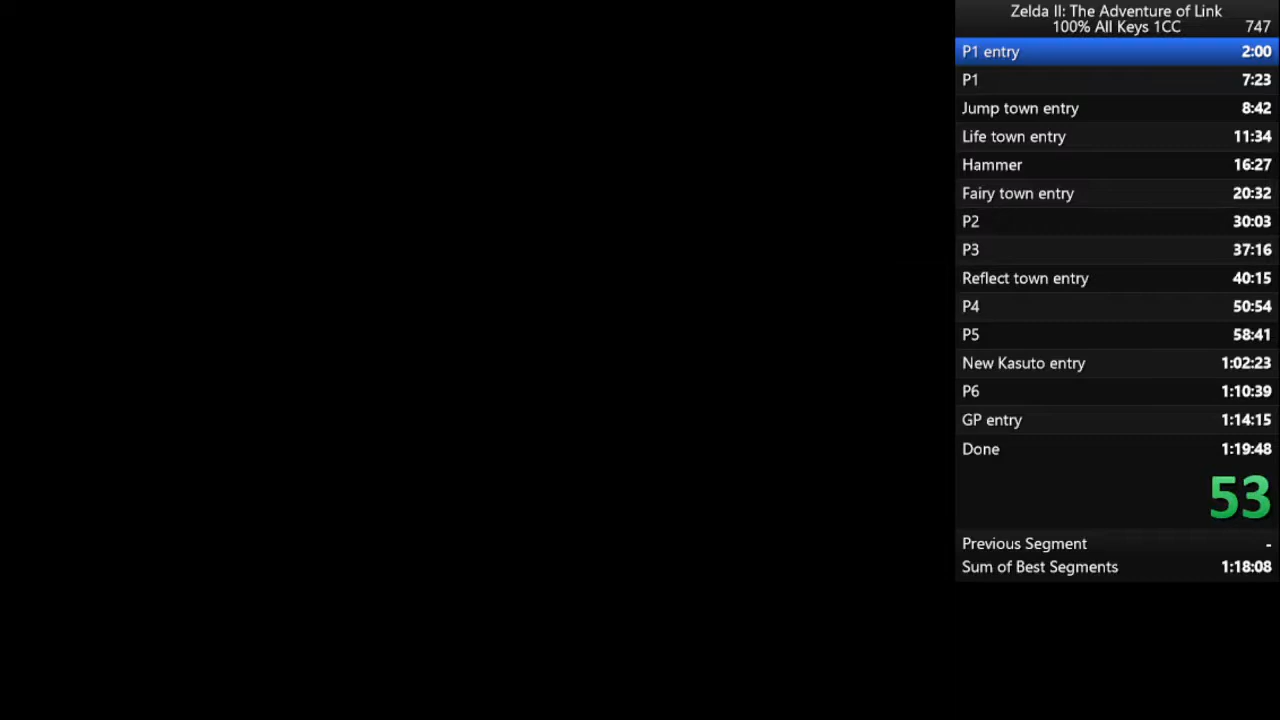 Zelda II: The Adventure of Link
100% All Keys 1CC 747
P1 entry 2:00
P1 7:23
Jump town entry 8:42
Life town entry 11:34
Hammer 16:27
Fairy town entry 20:32
P2 30:03
P3 37:16
Reflect town entry 40:15
P4 50:54
P5 58:41
New Kasuto entry 1:02:23
P6 1:10:39
GP entry 1:14:15
Done 1:19:48
53
Previous Segment -
Sum of Best Segments 1:18:08